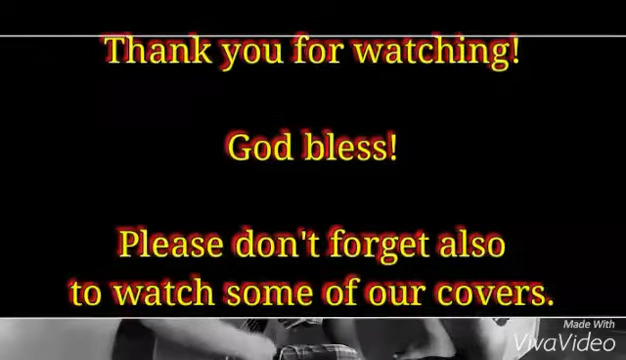 Thank you for watching!
God bless!
Please don't forget also
to watch some of our covers.
Made With
VivaVideo